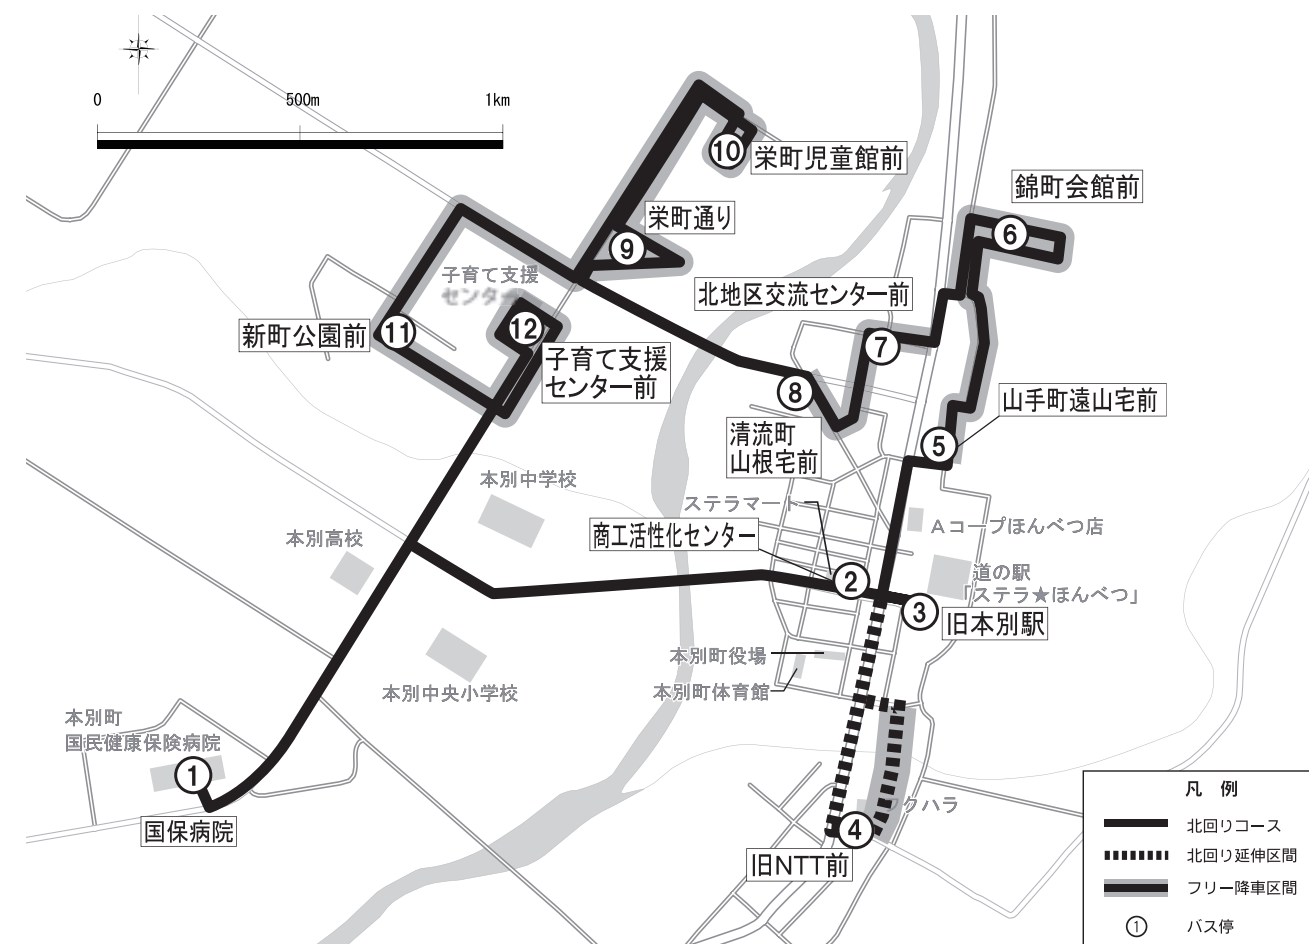 0 500m 1km
⑩
栄町児童館前
錦町会館前
栄町通り
⑨
⑥
子育て支援
センター
北地区交流センター前
新町公園前
⑪
⑫
子育て支援
センター前
⑦
⑧
山手町遠山宅前
清流町
山根宅前
⑤
本別中学校
ステラマート
商工活性化センター
Aコープほんべつ店
本別高校
②
道の駅
「ステラ★ほんべつ」
③
旧本別駅
本別町役場
本別町体育館
本別中央小学校
本別町
国民健康保険病院
①
国保病院
フクハラ
④
旧NTT前
凡 例
北回りコース
北回り延伸区間
フリー降車区間
① バス停